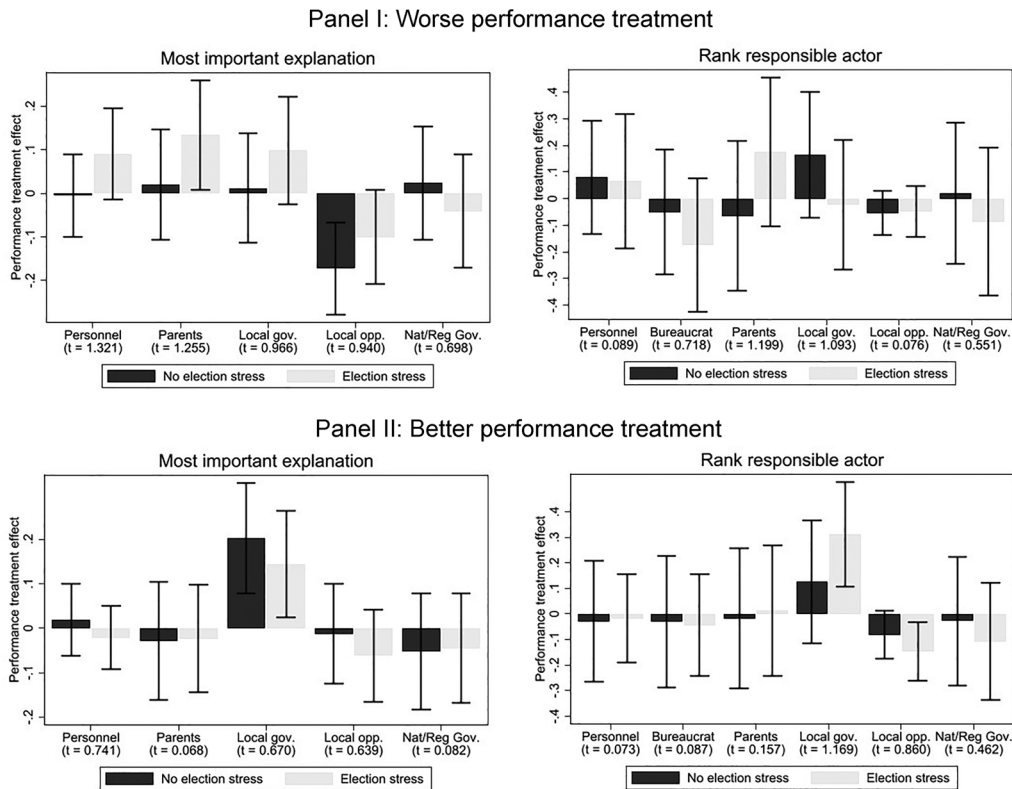 Panel I: Worse performance treatment
Most important explanation
Performance treatment effect
.2
.1
0
-.1
-.2
Personnel Parents Local gov. Local opp. Nat/Reg Gov.
(t = 1.321) (t = 1.255) (t = 0.966) (t = 0.940) (t = 0.698)
No election stress Election stress
Rank responsible actor
Performance treatment effect
.4
.3
.2
.1
0
-.1
-.2
-.3
-.4
Personnel Bureaucrat Parents Local gov. Local opp. Nat/Reg Gov.
(t = 0.089) (t = 0.718) (t = 1.199) (t = 1.093) (t = 0.076) (t = 0.551)
No election stress Election stress
Panel II: Better performance treatment
Most important explanation
Performance treatment effect
.2
.1
0
-.1
-.2
Personnel Parents Local gov. Local opp. Nat/Reg Gov.
(t = 0.741) (t = 0.068) (t = 0.670) (t = 0.639) (t = 0.082)
No election stress Election stress
Rank responsible actor
Performance treatment effect
.4
.3
.2
.1
0
-.1
-.2
-.3
-.4
Personnel Bureaucrat Parents Local gov. Local opp. Nat/Reg Gov.
(t = 0.073) (t = 0.087) (t = 0.157) (t = 1.169) (t = 0.860) (t = 0.462)
No election stress Election stress